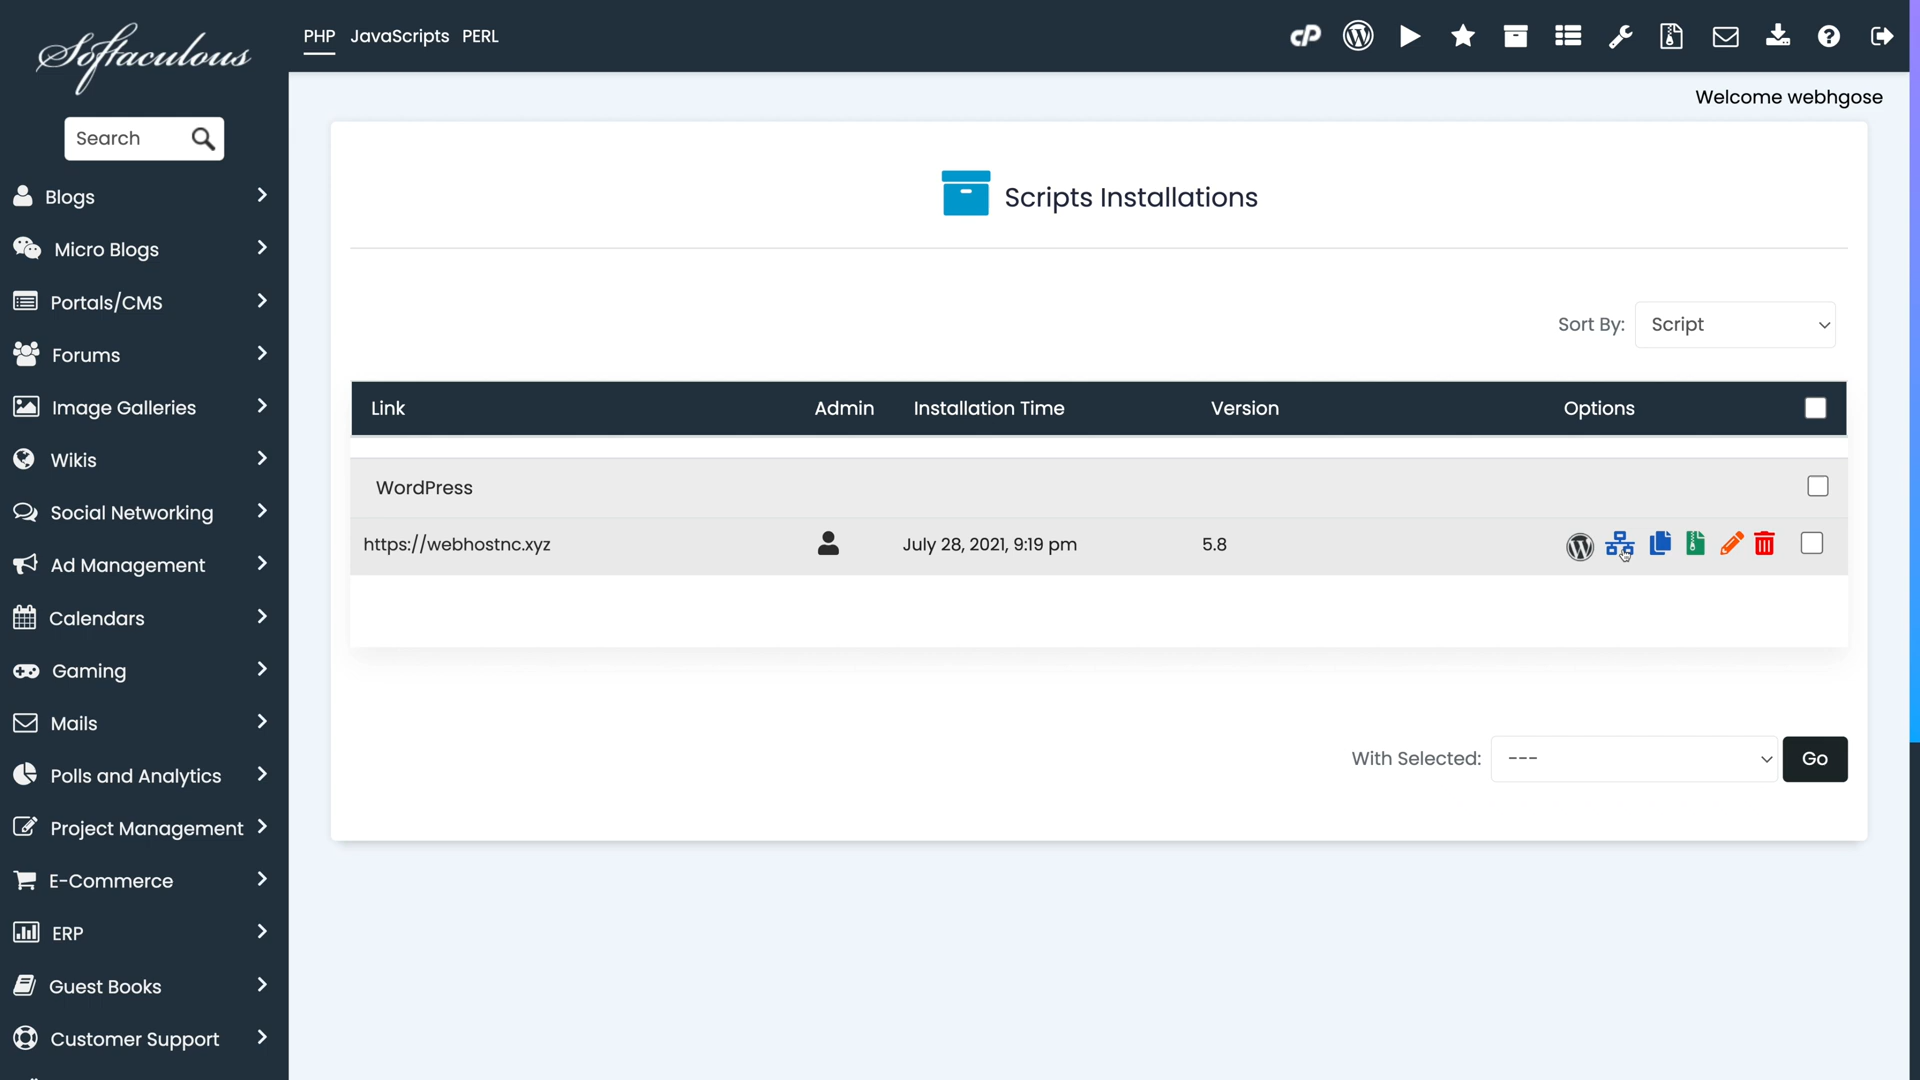 Softaculous
PHP JavaScripts PERL
cP
Welcome webhgose
Search
Blogs
Micro Blogs
Portals/CMS
Forums
Image Galleries
Wikis
Social Networking
Ad Management
Calendars
Gaming
Mails
Polls and Analytics
Project Management
E-Commerce
ERP
Guest Books
Customer Support
Scripts Installations
Sort By: Script
Link Admin Installation Time Version Options
WordPress
https://webhostnc.xyz July 28, 2021, 9:19 pm 5.8
With Selected: --- Go